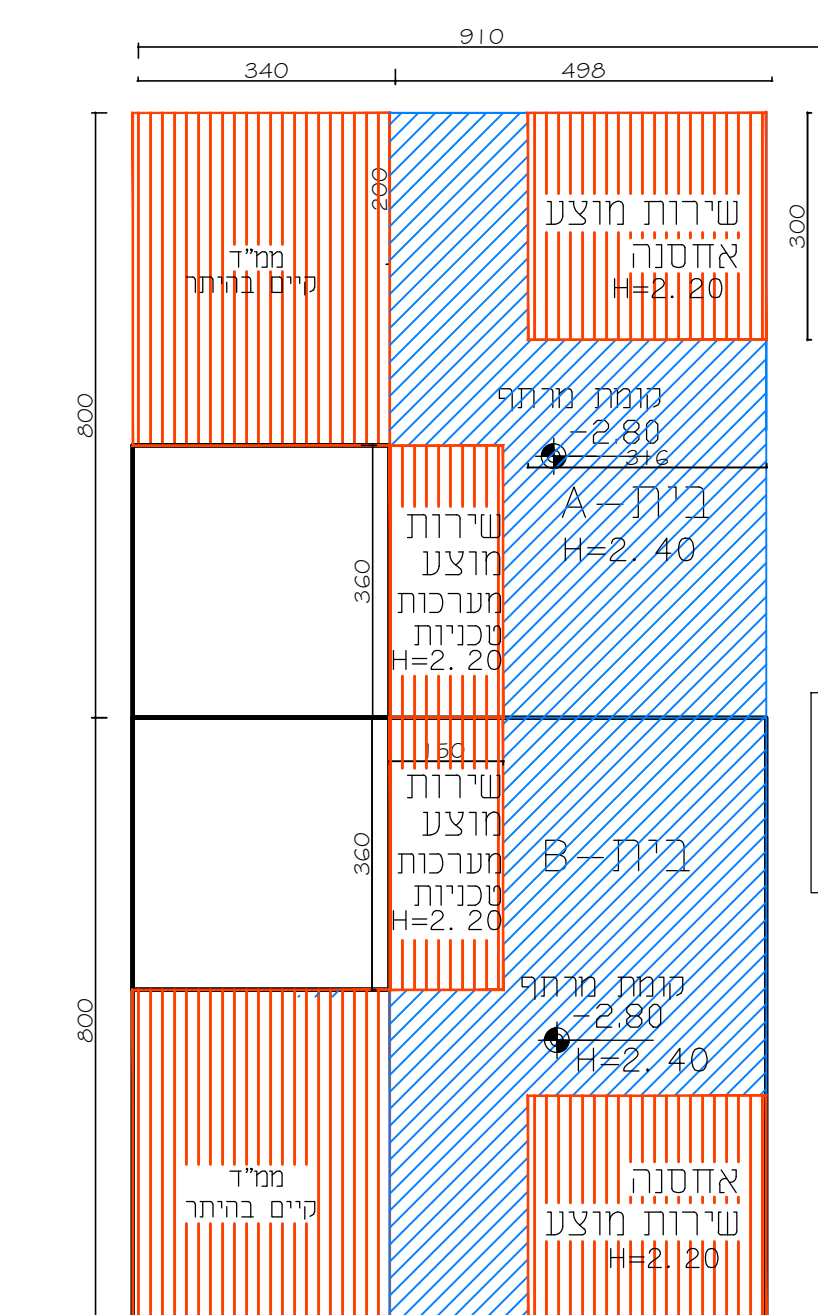 910
340
498
200
300
ממ"ד
קיים בהיתר
שירות מוצע
אחסנה
H=2.20
800
קומת מרתף
-2.80
346
בית-A
H=2.40
360
שירות
מוצע
מערכות
טכניות
H=2.20
150
360
שירות
מוצע
מערכות
טכניות
H=2.20
בית-B
קומת מרתף
-2.80
H=2.40
800
ממ"ד
קיים בהיתר
אחסנה
שירות מוצע
H=2.20